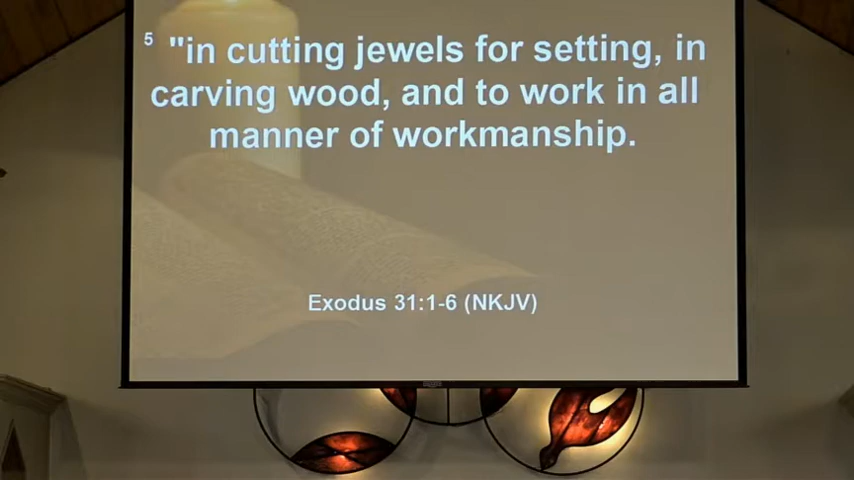 5 "in cutting jewels for setting, in
carving wood, and to work in all
manner of workmanship.
Exodus 31:1-6 (NKJV)